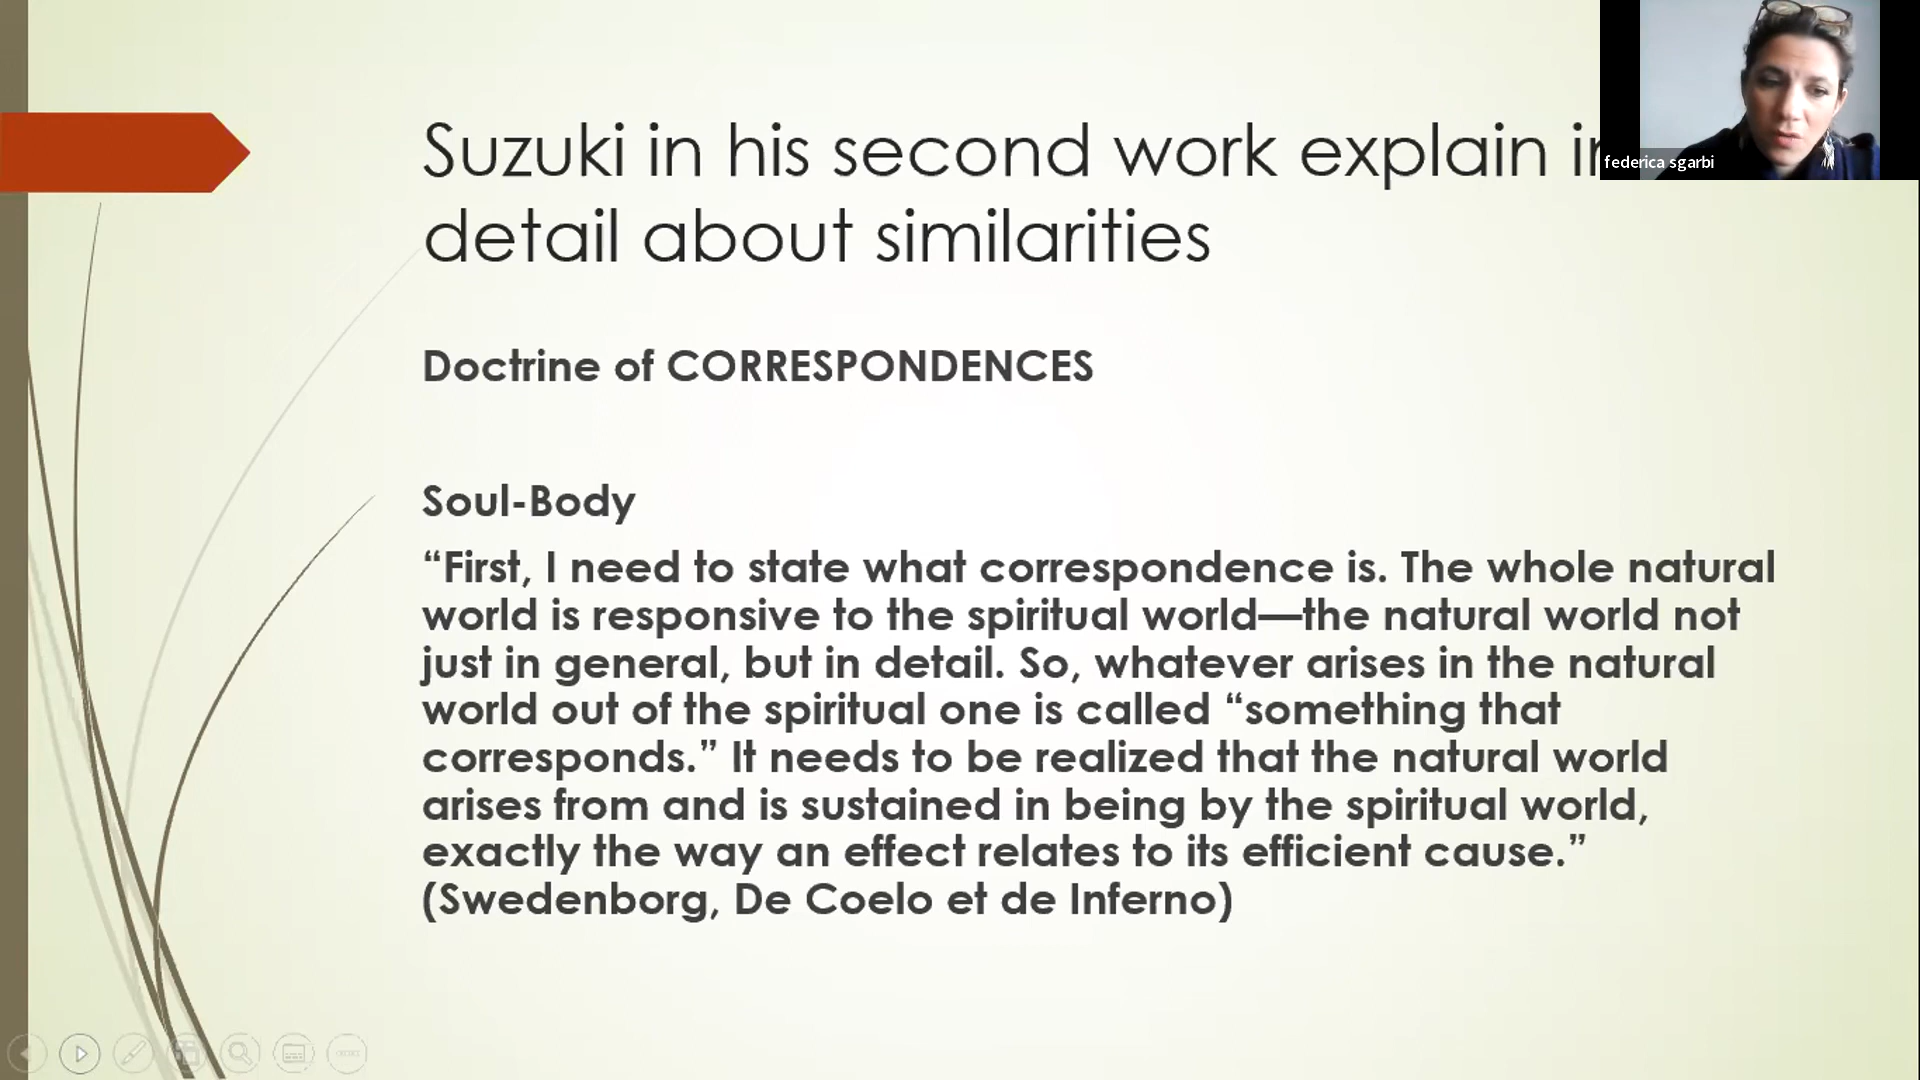 Suzuki in his second work explain in
detail about similarities
federica sgarbi
Doctrine of CORRESPONDENCES
Soul-Body
“First, I need to state what correspondence is. The whole natural
world is responsive to the spiritual world—the natural world not
just in general, but in detail. So, whatever arises in the natural
world out of the spiritual one is called “something that
corresponds.” It needs to be realized that the natural world
arises from and is sustained in being by the spiritual world,
exactly the way an effect relates to its efficient cause.”
(Swedenborg, De Coelo et de Inferno)